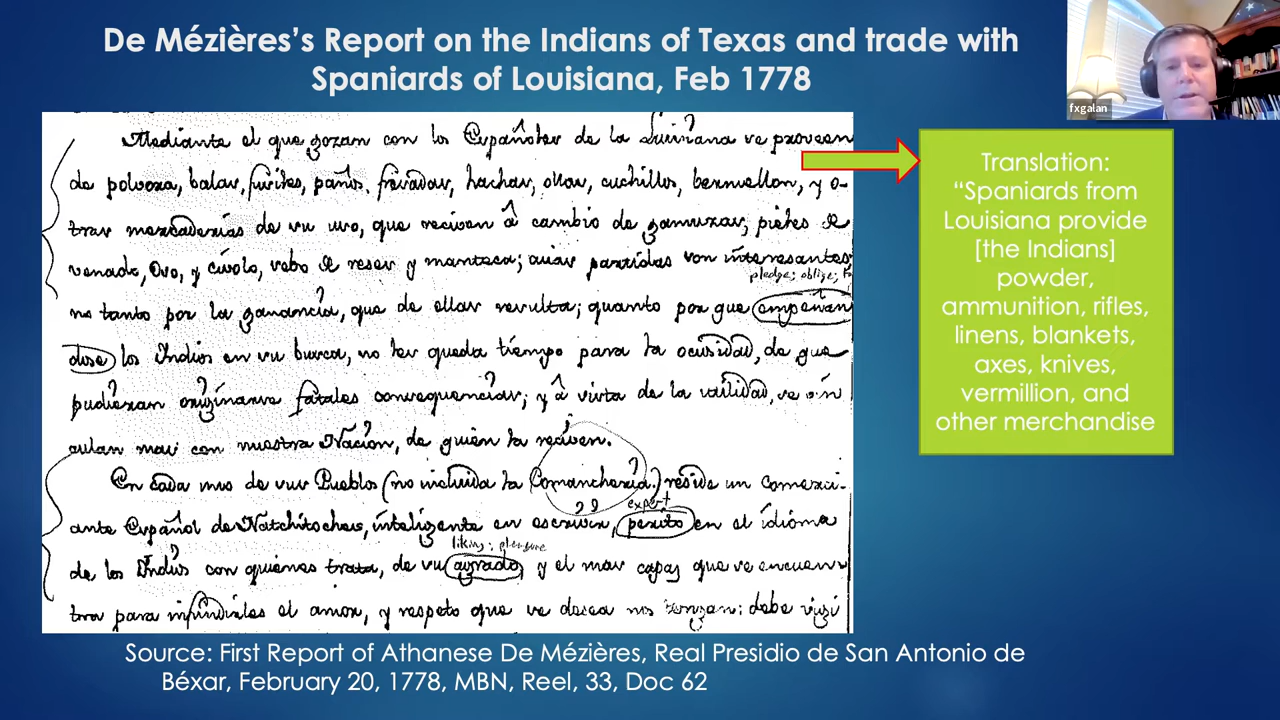 De Mézières's Report on the Indians of Texas and trade with
Spaniards of Louisiana, Feb 1778
fxgalan
Mediante el que gozan con los Españoles de la Luiciana se proveen
de polvora, balas, fusiles, paños, frezadas, hachas, ollas, cuchillos, bermellon, y o-
tras mercaderias de su uso, que reciven â cambio de gamuzas, pieles de
venado, Oso, y civolo, sebo de reses y manteca; cuias partidas son interesantes
pledge; oblige;
no tanto por la ganancia, que de ellas resulta; quanto por que empeñan
dose los Indios en su busca, no les queda tiempo para la ociosidad, de que
pudieran originarse fatales consequencias; y â vista de la utilidad, se
culan mas con nuestra Nacion, de quien la reciven.
En cada uno de sus Pueblos (no incluida la Comancheria) reside un comerci-
expert
ante Español de Natchitoches, inteligente en escrivir, perito en el idioma
liking; pleasure
de los Indios con quienes trata, de su agrado, y el mas capaz que se encuen-
tra para infundirles el amor, y respeto que se desea nos tengan: debe
Translation:
“Spaniards from
Louisiana provide
[the Indians]
powder,
ammunition, rifles,
linens, blankets,
axes, knives,
vermillion, and
other merchandise
Source: First Report of Athanese De Mézières, Real Presidio de San Antonio de
Béxar, February 20, 1778, MBN, Reel, 33, Doc 62